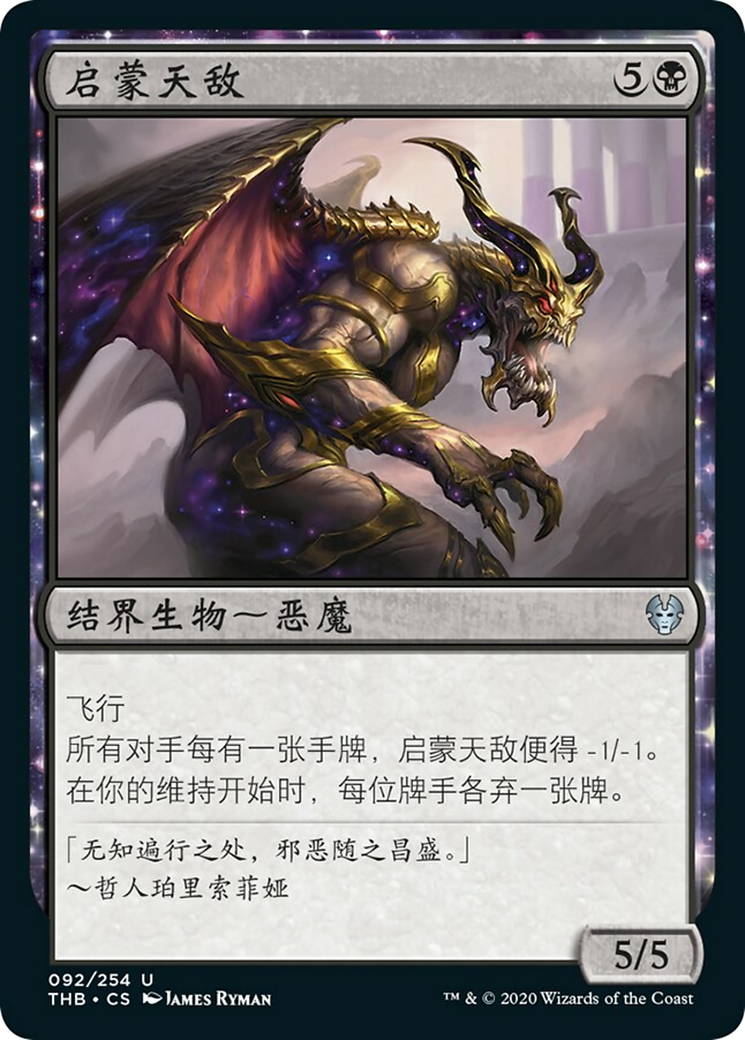 启蒙天敌 5
结界生物～恶魔
飞行
所有对手每有一张手牌，启蒙天敌便得 -1/-1。
在你的维持开始时，每位牌手各弃一张牌。
「无知遍行之处，邪恶随之昌盛。」
～哲人珀里索菲娅
5/5
092/254 U
THB • CS JAMES RYMAN
™ & © 2020 Wizards of the Coast